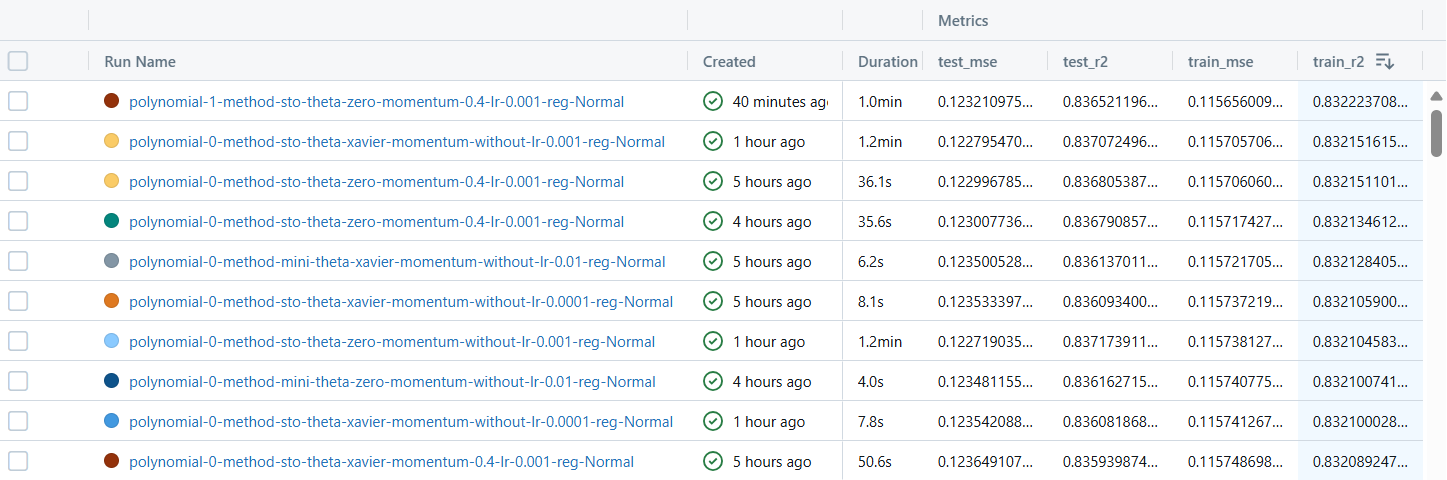 Metrics
Run Name Created Duration test_mse test_r2 train_mse train_r2
polynomial-1-method-sto-theta-zero-momentum-0.4-lr-0.001-reg-Normal 40 minutes ago 1.0min 0.123210975... 0.836521196... 0.115656009... 0.832223708...
polynomial-0-method-sto-theta-xavier-momentum-without-lr-0.001-reg-Normal 1 hour ago 1.2min 0.122795470... 0.837072496... 0.115705706... 0.832151615...
polynomial-0-method-sto-theta-zero-momentum-0.4-lr-0.001-reg-Normal 5 hours ago 36.1s 0.122996785... 0.836805387... 0.115706060... 0.832151101...
polynomial-0-method-sto-theta-zero-momentum-0.4-lr-0.001-reg-Normal 4 hours ago 35.6s 0.123007736... 0.836790857... 0.115717427... 0.832134612...
polynomial-0-method-mini-theta-xavier-momentum-without-lr-0.01-reg-Normal 5 hours ago 6.2s 0.123500528... 0.836137011... 0.115721705... 0.832128405...
polynomial-0-method-sto-theta-xavier-momentum-without-lr-0.0001-reg-Normal 5 hours ago 8.1s 0.123533397... 0.836093400... 0.115737219... 0.832105900...
polynomial-0-method-sto-theta-zero-momentum-without-lr-0.001-reg-Normal 1 hour ago 1.2min 0.122719035... 0.837173911... 0.115738127... 0.832104583...
polynomial-0-method-mini-theta-zero-momentum-without-lr-0.01-reg-Normal 4 hours ago 4.0s 0.123481155... 0.836162715... 0.115740775... 0.832100741...
polynomial-0-method-sto-theta-xavier-momentum-without-lr-0.0001-reg-Normal 1 hour ago 7.8s 0.123542088... 0.836081868... 0.115741267... 0.832100028...
polynomial-0-method-sto-theta-xavier-momentum-0.4-lr-0.001-reg-Normal 5 hours ago 50.6s 0.123649107... 0.835939874... 0.115748698... 0.832089247...